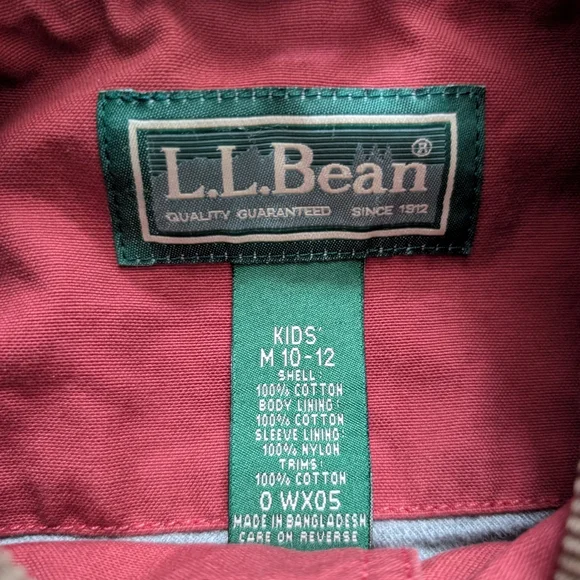 L.L.Bean®
QUALITY GUARANTEED SINCE 1912
KIDS'
M 10-12
SHELL:
100% COTTON
BODY LINING:
100% COTTON
SLEEVE LINING:
100% NYLON
TRIMS:
100% COTTON
0 WX05
MADE IN BANGLADESH
CARE ON REVERSE